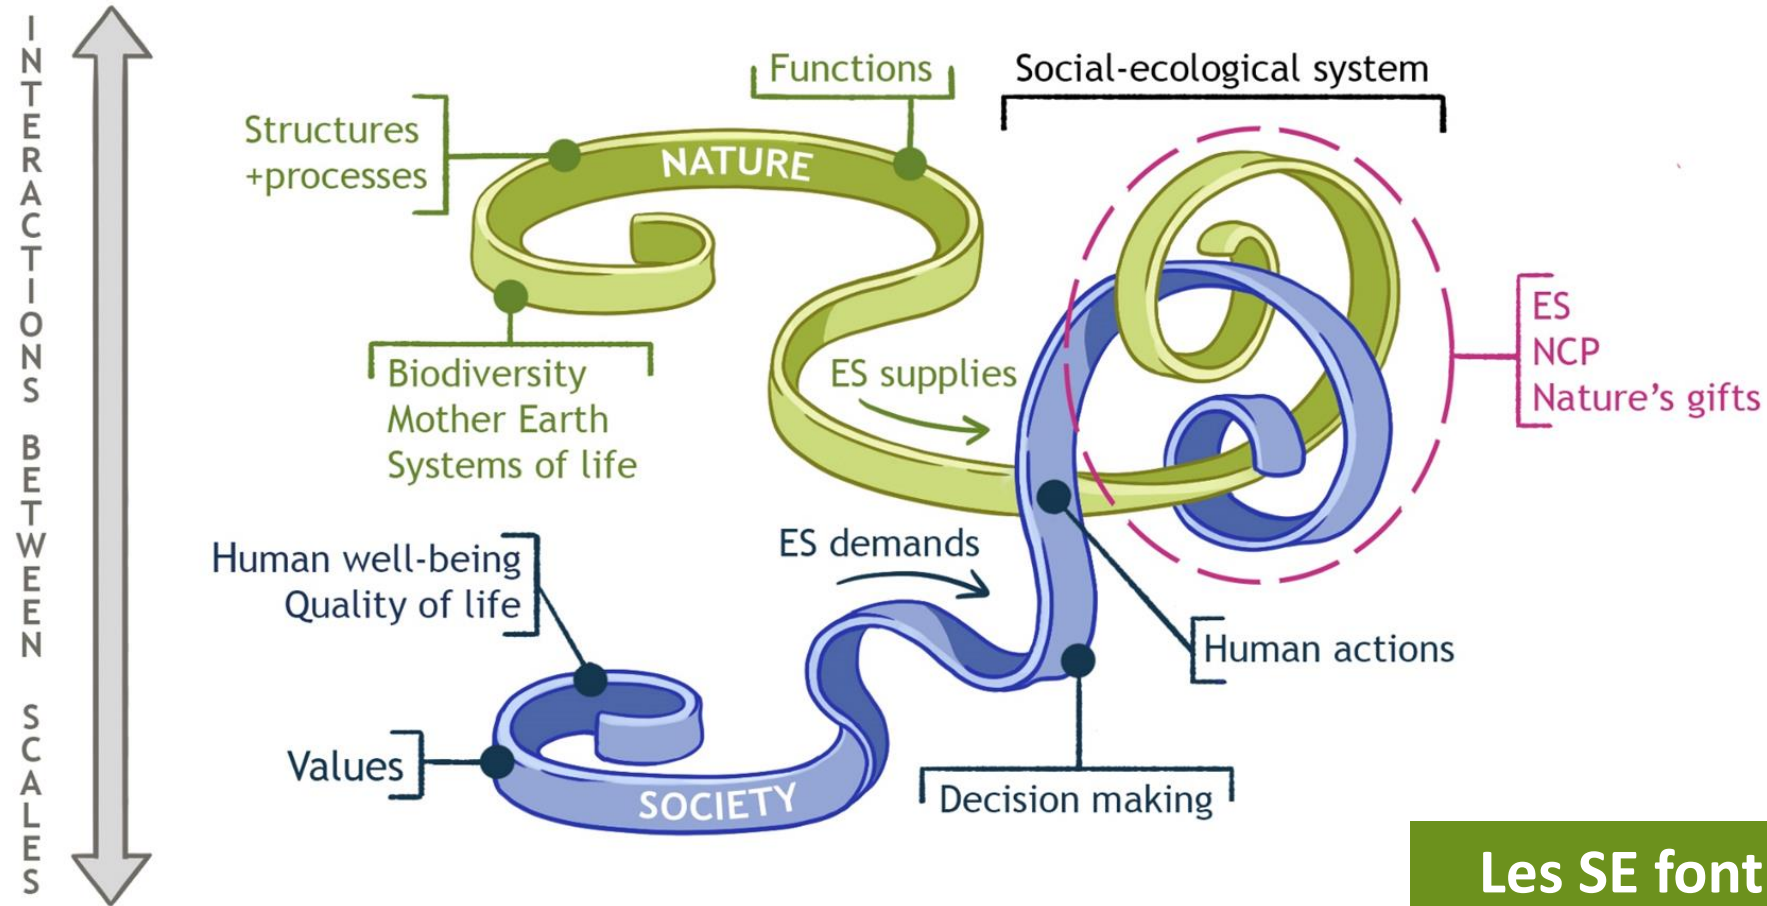 INTERACTIONS BETWEEN SCALES
Functions
Social-ecological system
Structures
+processes
NATURE
ES
NCP
Nature's gifts
ES supplies
Biodiversity
Mother Earth
Systems of life
ES demands
Human well-being
Quality of life
Human actions
Values
SOCIETY
Decision making
Les SE font